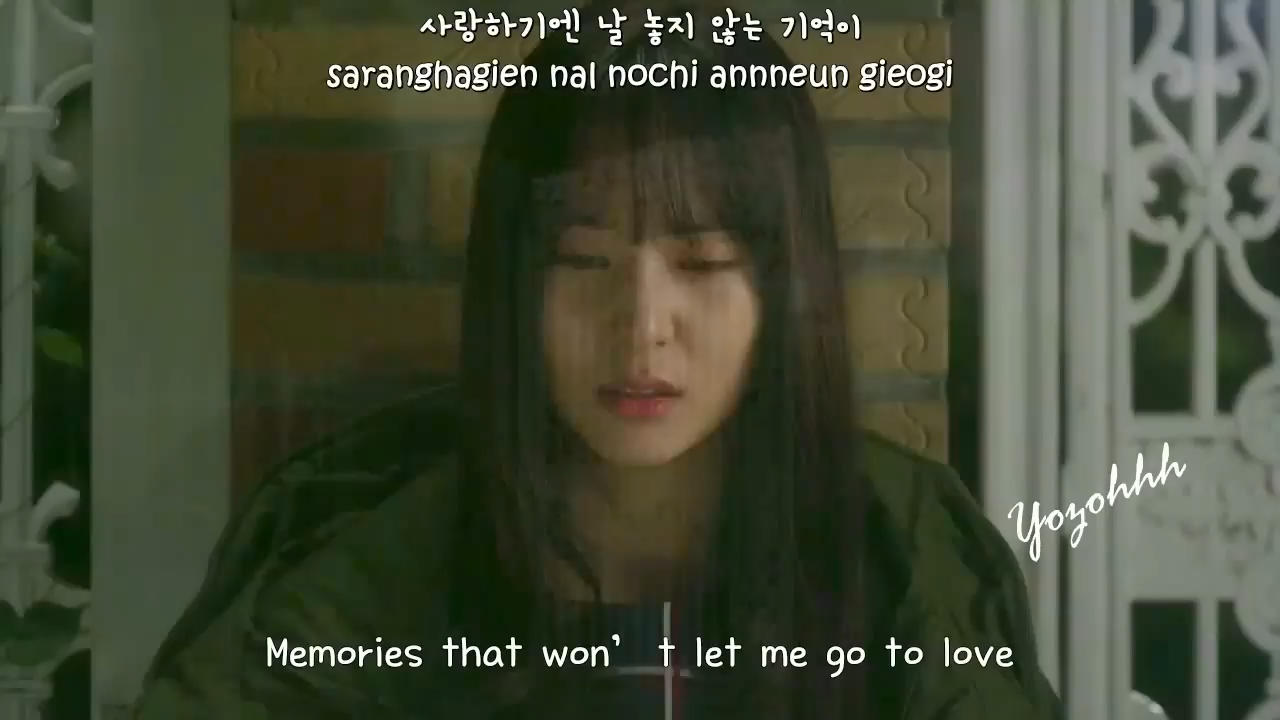 사랑하기엔 날 놓지 않는 기억이
saranghagien nal nochi annneun gieogi
Yozohhh
Memories that won’t let me go to love